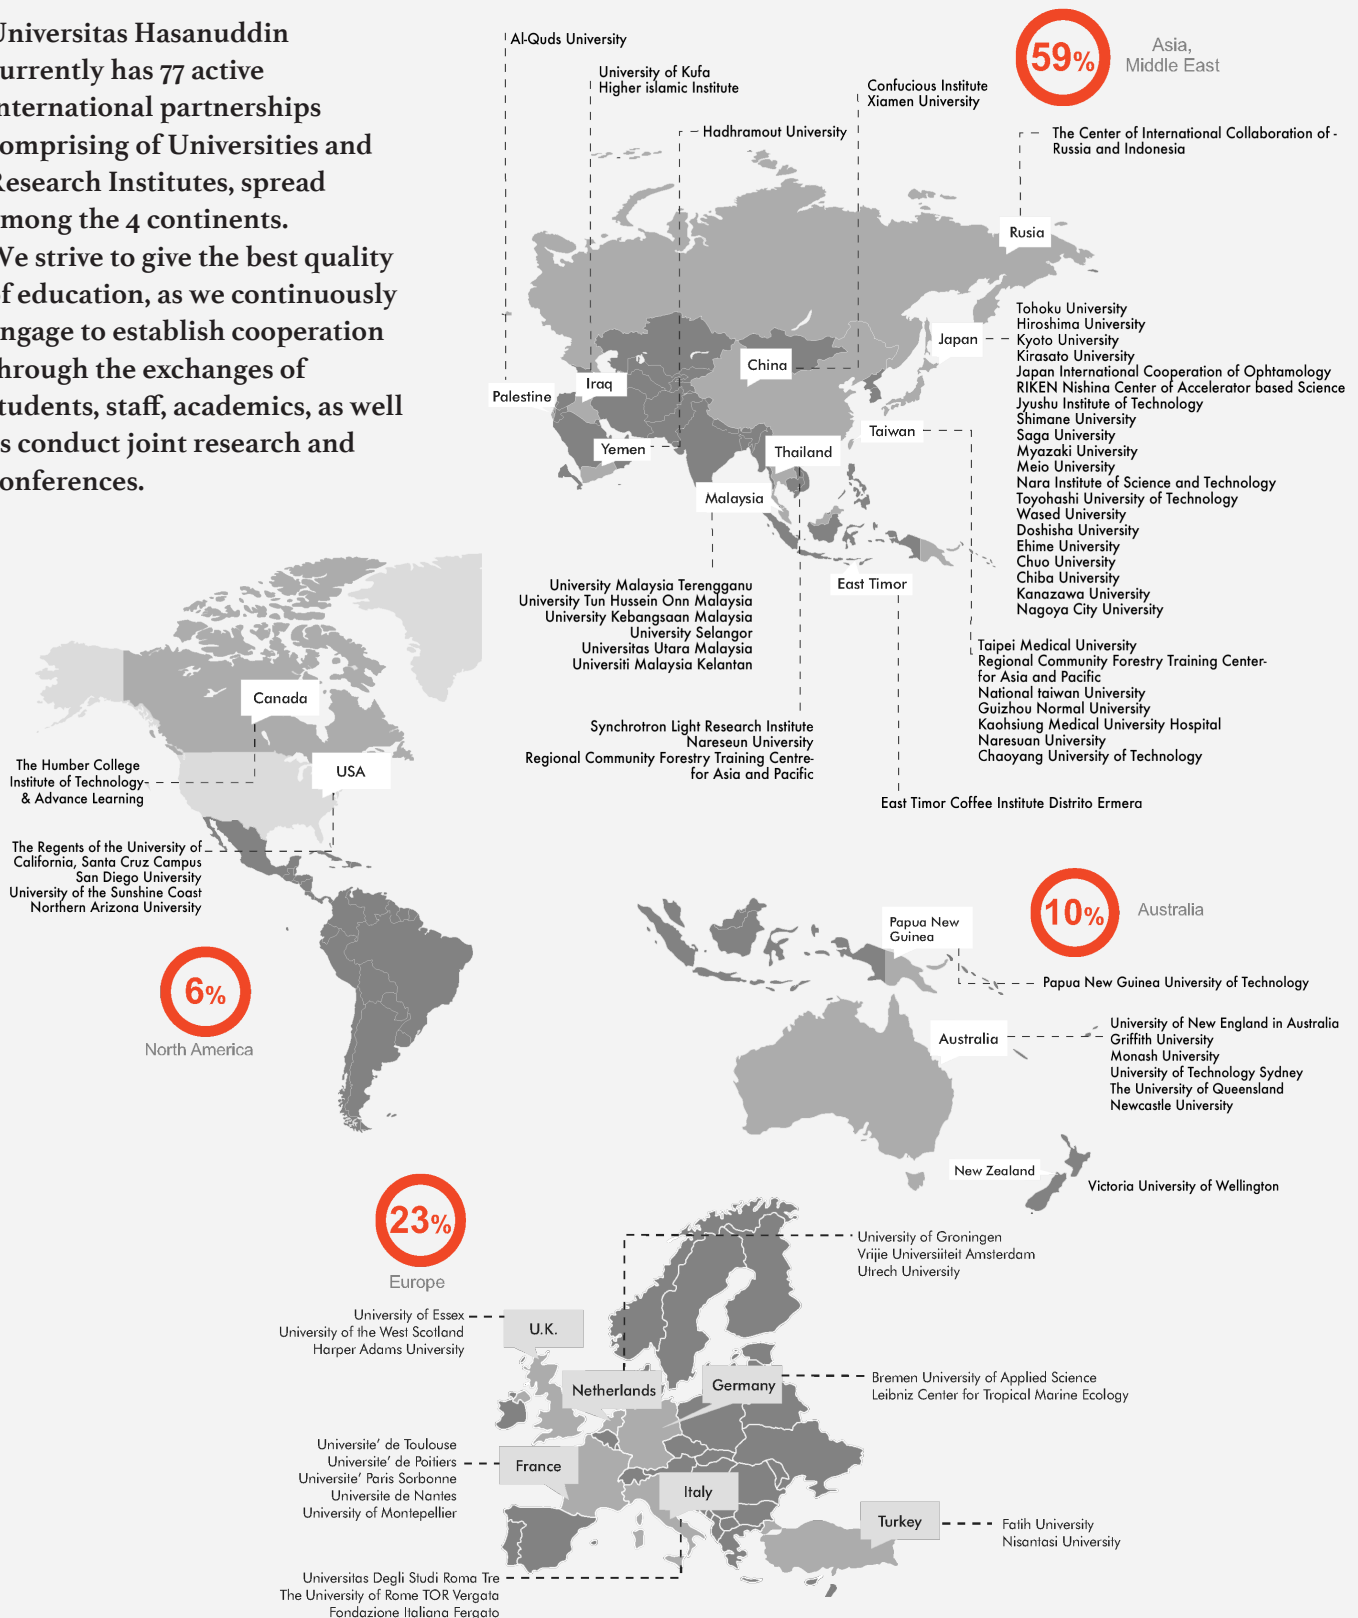 Universitas Hasanuddin
urrently has 77 active
nternational partnerships
omprising of Universities and
Research Institutes, spread
mong the 4 continents.
We strive to give the best quality
of education, as we continuously
ngage to establish cooperation
through the exchanges of
tudents, staff, academics, as well
s conduct joint research and
onferences.
Al-Quds University
University of Kufa
Higher islamic Institute
Hadhramout University
Confucious Institute
Xiamen University
59%
Asia,
Middle East
The Center of International Collaboration of -
Russia and Indonesia
Rusia
Japan
China
Iraq
Palestine
Yemen
Taiwan
Thailand
Malaysia
East Timor
Tohoku University
Hiroshima University
Kyoto University
Kirasato University
Japan International Cooperation of Ophtamology
RIKEN Nishina Center of Accelerator based Science
Jyushu Institute of Technology
Shimane University
Saga University
Myazaki University
Meio University
Nara Institute of Science and Technology
Toyohashi University of Technology
Wased University
Doshisha University
Ehime University
Chuo University
Chiba University
Kanazawa University
Nagoya City University
University Malaysia Terengganu
University Tun Hussein Onn Malaysia
University Kebangsaan Malaysia
University Selangor
Universitas Utara Malaysia
Universiti Malaysia Kelantan
Taipei Medical University
Regional Community Forestry Training Center-
for Asia and Pacific
National taiwan University
Guizhou Normal University
Kaohsiung Medical University Hospital
Naresuan University
Chaoyang University of Technology
Synchrotron Light Research Institute
Nareseun University
Regional Community Forestry Training Centre-
for Asia and Pacific
East Timor Coffee Institute Distrito Ermera
Canada
USA
The Humber College
Institute of Technology
& Advance Learning
The Regents of the University of
California, Santa Cruz Campus
San Diego University
University of the Sunshine Coast
Northern Arizona University
6%
North America
10%
Australia
Papua New
Guinea
Papua New Guinea University of Technology
Australia
University of New England in Australia
Griffith University
Monash University
University of Technology Sydney
The University of Queensland
Newcastle University
New Zealand
Victoria University of Wellington
23%
Europe
University of Groningen
Vrijie Universiiteit Amsterdam
Utrech University
University of Essex
University of the West Scotland
Harper Adams University
U.K.
Netherlands
Germany
Bremen University of Applied Science
Leibniz Center for Tropical Marine Ecology
Universite' de Toulouse
Universite' de Poitiers
Universite' Paris Sorbonne
Universite de Nantes
University of Montepellier
France
Italy
Turkey
Fatih University
Nisantasi University
Universitas Degli Studi Roma Tre
The University of Rome TOR Vergata
Fondazione Italiana Fergato